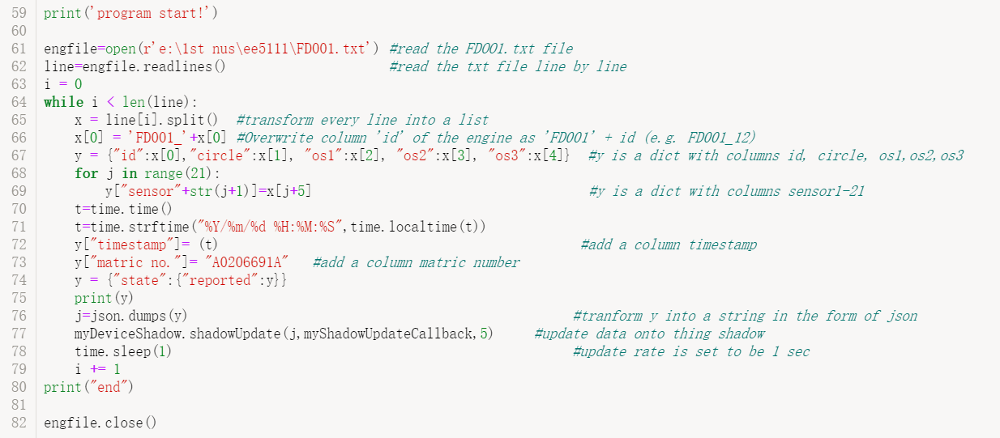 59 print('program start!')
60
61 engfile=open(r'e:\1st nus\ee5111\FD001.txt') #read the FD001.txt file
62 line=engfile.readlines() #read the txt file line by line
63 i = 0
64 while i < len(line):
65 x = line[i].split() #transform every line into a list
66 x[0] = 'FD001_'+x[0] #Overwrite column 'id' of the engine as 'FD001' + id (e.g. FD001_12)
67 y = {"id":x[0],"circle":x[1], "os1":x[2], "os2":x[3], "os3":x[4]} #y is a dict with columns id, circle, os1,os2,os3
68 for j in range(21):
69 y["sensor"+str(j+1)]=x[j+5] #y is a dict with columns sensor1-21
70 t=time.time()
71 t=time.strftime("%Y/%m/%d %H:%M:%S",time.localtime(t))
72 y["timestamp"]= (t) #add a column timestamp
73 y["matric no."]= "A0206691A" #add a column matric number
74 y = {"state":{"reported":y}}
75 print(y)
76 j=json.dumps(y) #tranform y into a string in the form of json
77 myDeviceShadow.shadowUpdate(j,myShadowUpdateCallback,5) #update data onto thing shadow
78 time.sleep(1) #update rate is set to be 1 sec
79 i += 1
80 print("end")
81
82 engfile.close()